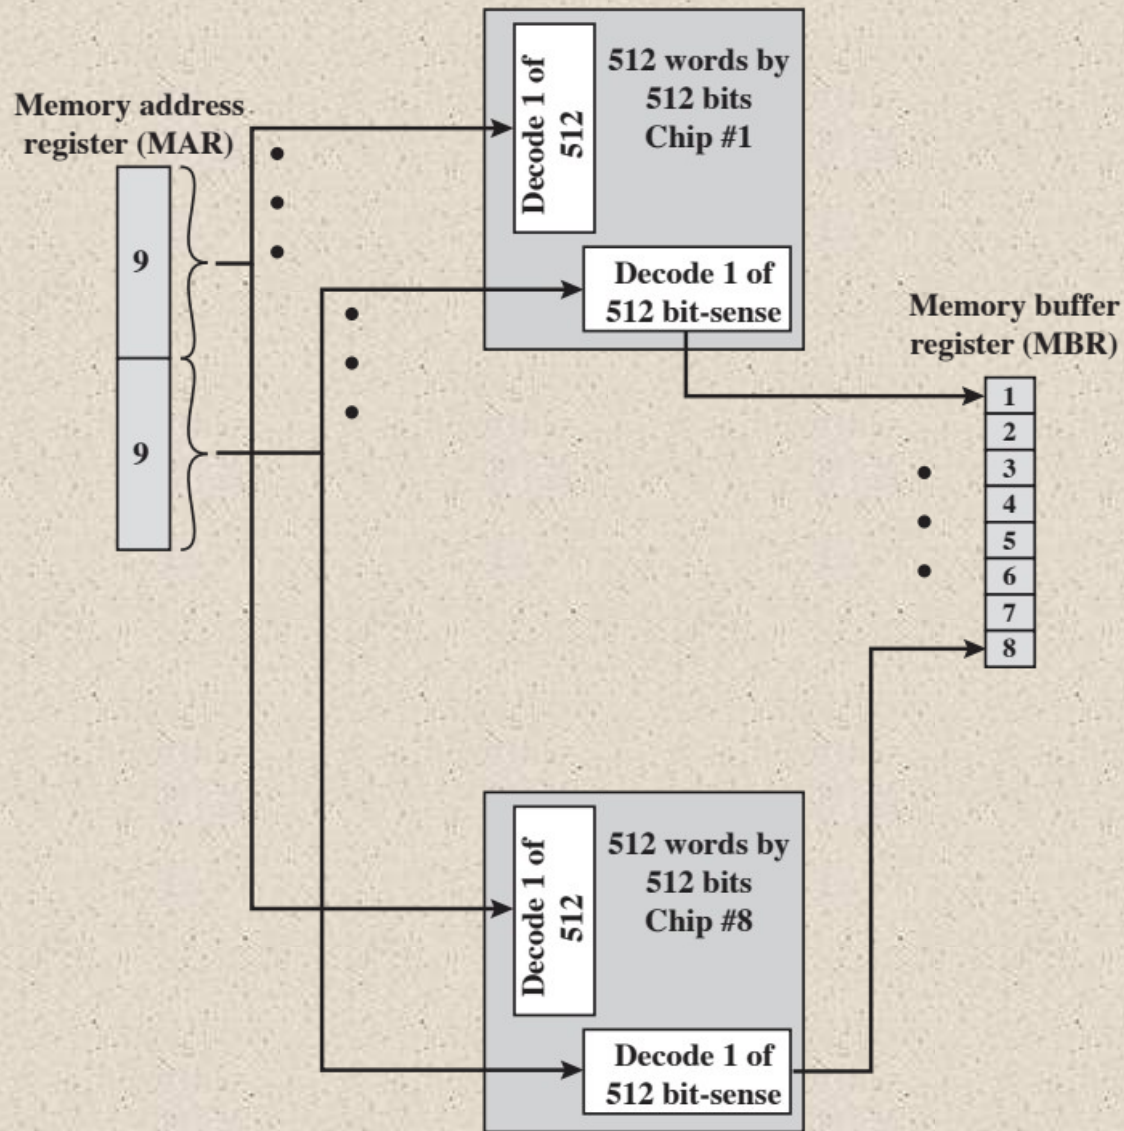 Memory address
register (MAR)
9
9
Decode 1 of
512
512 words by
512 bits
Chip #1
Decode 1 of
512 bit-sense
Memory buffer
register (MBR)
1
2
3
4
5
6
7
8
Decode 1 of
512
512 words by
512 bits
Chip #8
Decode 1 of
512 bit-sense